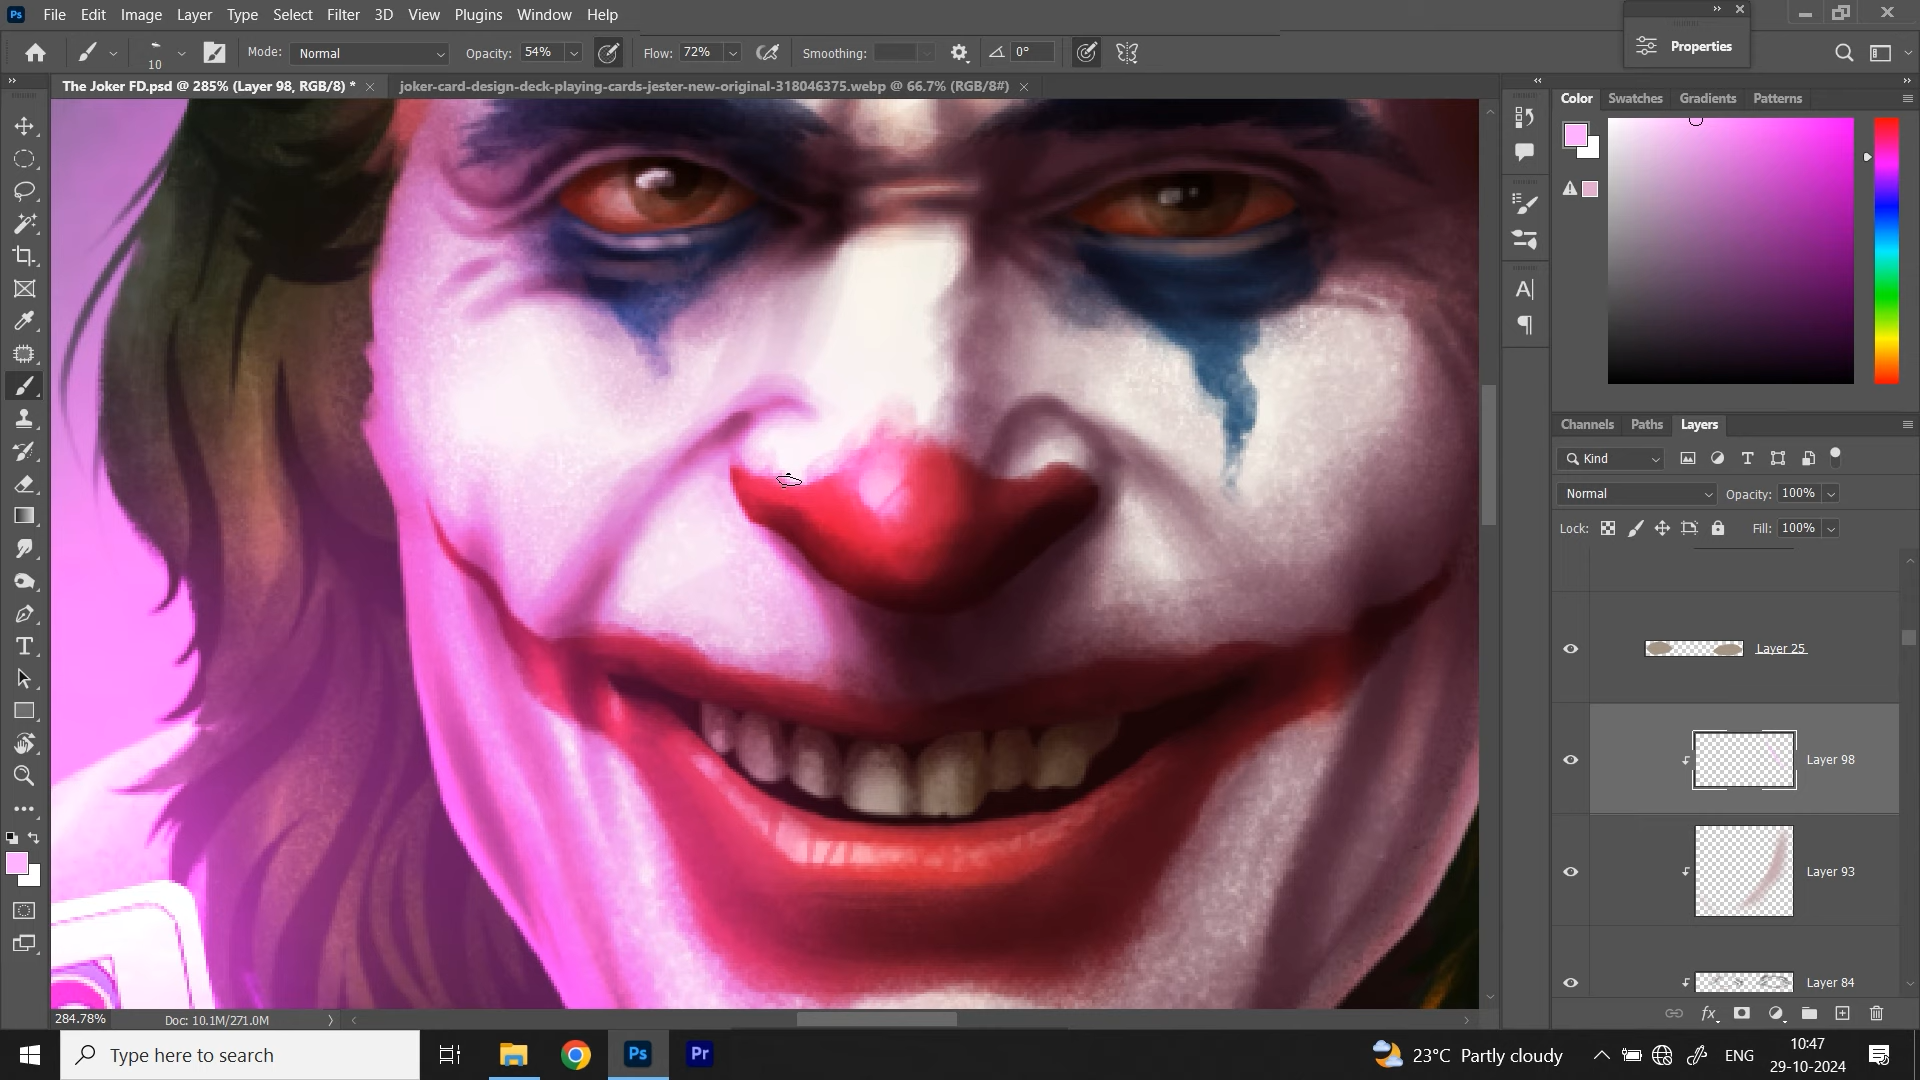 Ps File Edit Image Layer Type Select Filter 3D View Plugins Window Help
Properties
10 Mode: Normal Opacity: 54% Flow: 72% Smoothing: 0°
The Joker FD.psd @ 285% (Layer 98, RGB/8) * joker-card-design-deck-playing-cards-jester-new-original-318046375.webp @ 66.7% (RGB/8#)
Color Swatches Gradients Patterns
Channels Paths Layers
Kind
Normal Opacity: 100%
Lock: Fill: 100%
Layer 25
Layer 98
Layer 93
Layer 84
284.78% Doc: 10.1M/271.0M
Type here to search
Ps Pr
23°C Partly cloudy ENG
10:47
29-10-2024